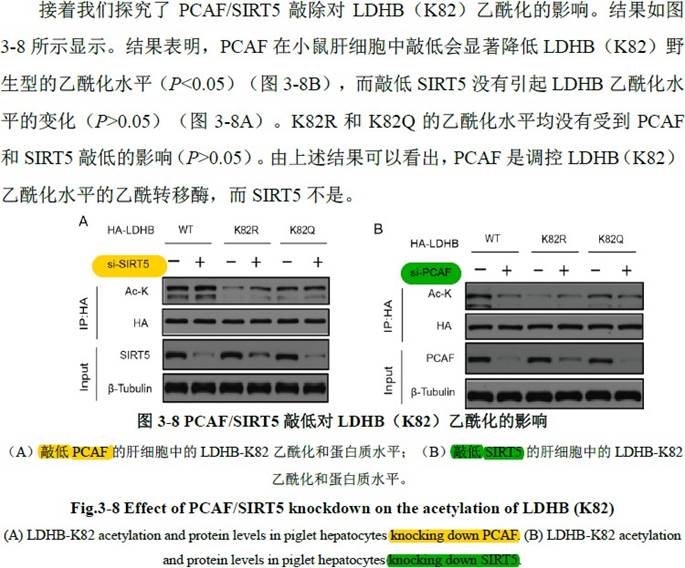 接着我们探究了 PCAF/SIRT5 敲除对 LDHB（K82）乙酰化的影响。结果如图
3-8 所示显示。结果表明，PCAF 在小鼠肝细胞中敲低会显著降低 LDHB（K82）野
生型的乙酰化水平（P<0.05）（图 3-8B），而敲低 SIRT5 没有引起 LDHB 乙酰化水
平的变化（P>0.05）（图 3-8A）。K82R 和 K82Q 的乙酰化水平均没有受到 PCAF
和 SIRT5 敲低的影响（P>0.05）。由上述结果可以看出，PCAF 是调控 LDHB（K82）
乙酰化水平的乙酰转移酶，而 SIRT5 不是。
A
HA-LDHB WT K82R K82Q
si-SIRT5 − + − + − +
IP:HA
Ac-K
HA
Input
SIRT5
β-Tubulin
B
HA-LDHB WT K82R K82Q
si-PCAF − + − + − +
IP:HA
Ac-K
HA
Input
PCAF
β-Tubulin
图 3-8 PCAF/SIRT5 敲低对 LDHB（K82）乙酰化的影响
（A）敲低 PCAF 的肝细胞中的 LDHB-K82 乙酰化和蛋白质水平；（B）敲低 SIRT5 的肝细胞中的 LDHB-K82
乙酰化和蛋白质水平。
Fig.3-8 Effect of PCAF/SIRT5 knockdown on the acetylation of LDHB (K82)
(A) LDHB-K82 acetylation and protein levels in piglet hepatocytes knocking down PCAF. (B) LDHB-K82 acetylation
and protein levels in piglet hepatocytes knocking down SIRT5.